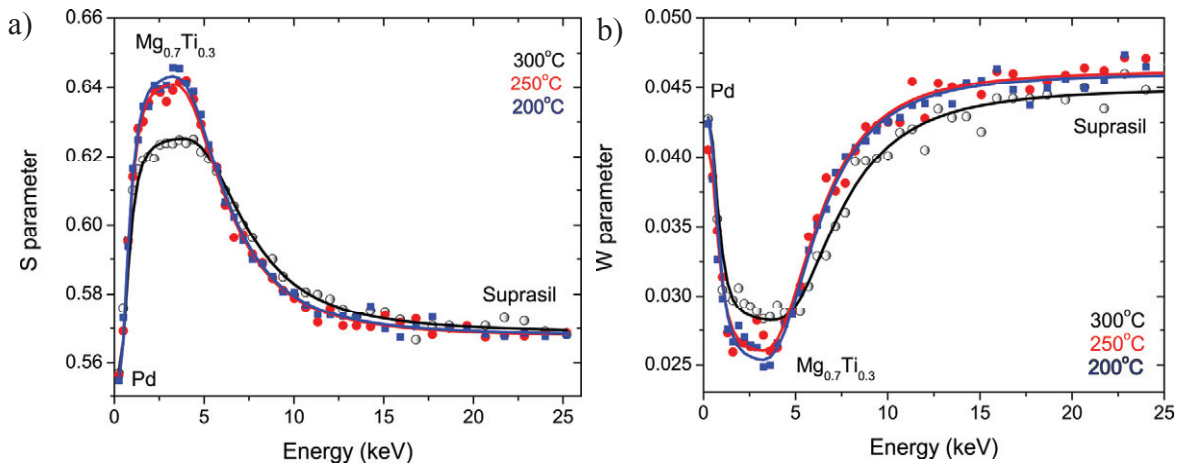 a)
0.66
0.64
0.62
0.60
0.58
0.56
S parameter
Mg0.7Ti0.3
300°C
250°C
200°C
Suprasil
Pd
0 5 10 15 20 25
Energy (keV)
b)
0.050
0.045
0.040
0.035
0.030
0.025
W parameter
Pd
Suprasil
Mg0.7Ti0.3
300°C
250°C
200°C
0 5 10 15 20 25
Energy (keV)